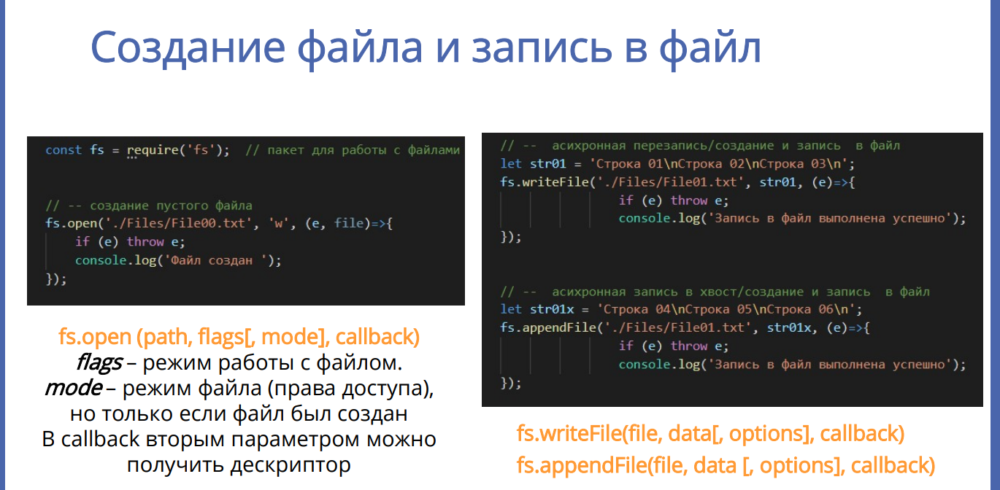 Создание файла и запись в файл
const fs = require('fs');  // пакет для работы с файлами
// -- создание пустого файла
fs.open('./Files/File00.txt', 'w', (e, file)=>{
if (e) throw e;
console.log('Файл создан ');
});
fs.open (path, flags[, mode], callback)
flags – режим работы с файлом.
mode – режим файла (права доступа),
но только если файл был создан
В callback вторым параметром можно
получить дескриптор
// --  асихронная перезапись/создание и запись  в файл
let str01 = 'Строка 01\nСтрока 02\nСтрока 03\n';
fs.writeFile('./Files/File01.txt', str01, (e)=>{
if (e) throw e;
console.log('Запись в файл выполнена успешно');
});
// --  асихронная запись в хвост/создание и запись  в файл
let str01x = 'Строка 04\nСтрока 05\nСтрока 06\n';
fs.appendFile('./Files/File01.txt', str01x, (e)=>{
if (e) throw e;
console.log('Запись в файл выполнена успешно');
});
fs.writeFile(file, data[, options], callback)
fs.appendFile(file, data [, options], callback)